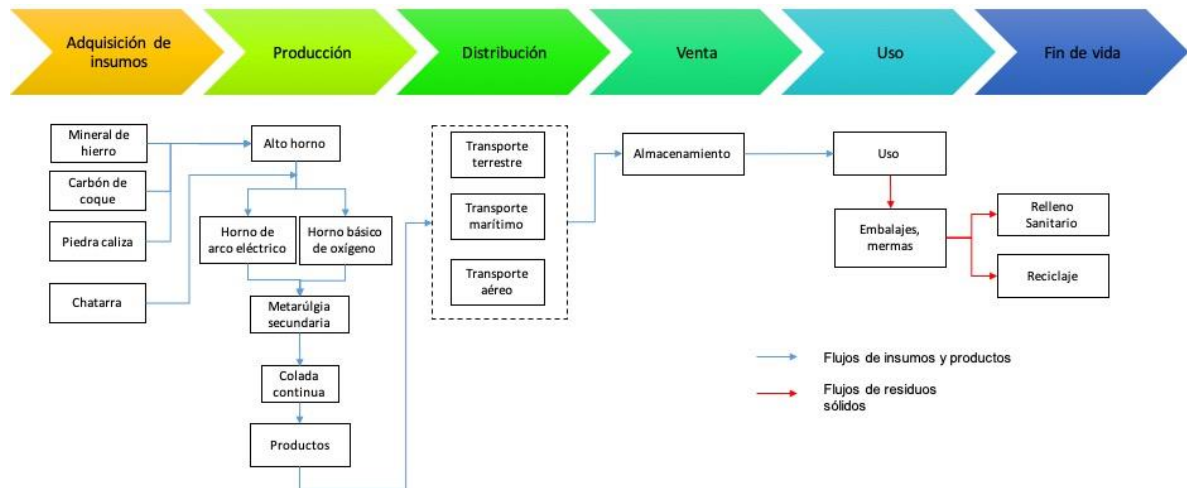 Adquisición de
insumos
Producción
Distribución
Venta
Uso
Fin de vida
Mineral de
hierro
Carbón de
coque
Piedra caliza
Chatarra
Alto horno
Horno de
arco eléctrico
Horno básico
de oxígeno
Metarúlgia
secundaria
Colada
continua
Productos
Transporte
terrestre
Transporte
marítimo
Transporte
aéreo
Almacenamiento
Uso
Embalajes,
mermas
Relleno
Sanitario
Reciclaje
Flujos de insumos y productos
Flujos de residuos
sólidos